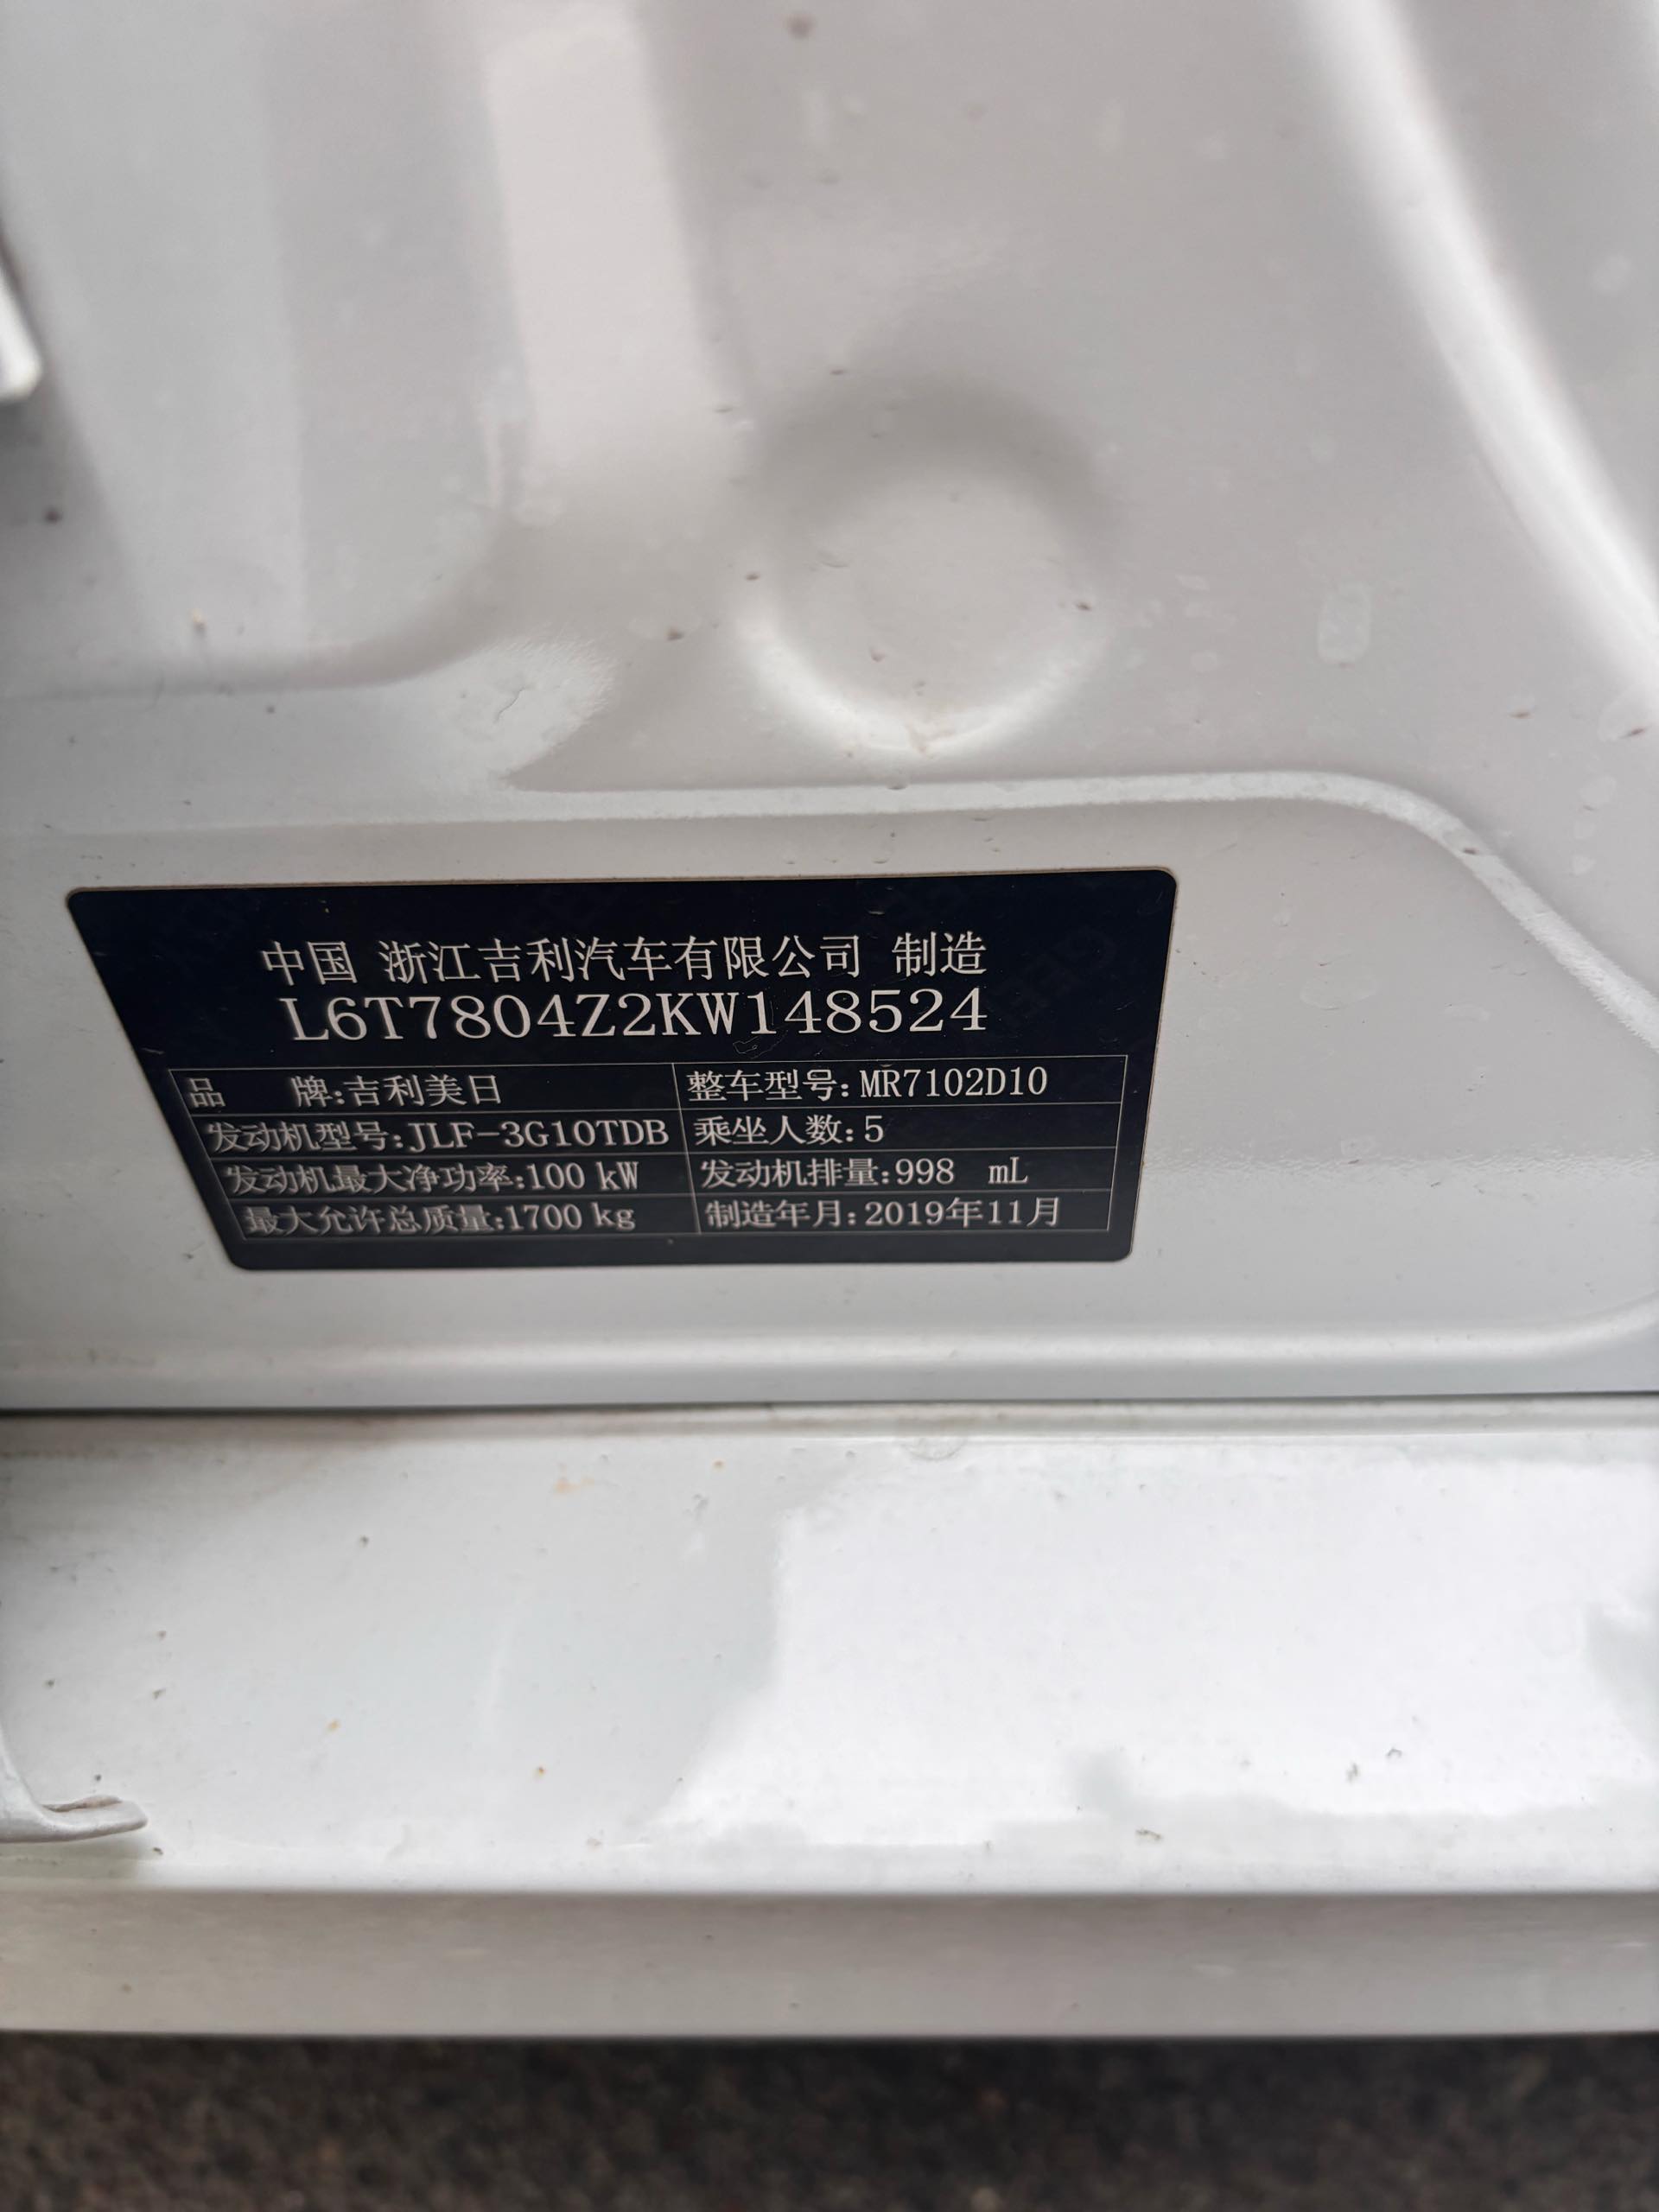 中国 浙江吉利汽车有限公司 制造
L6T7804Z2KW148524
品 牌:吉利美日 整车型号:MR7102D10
发动机型号:JLF-3G10TDB 乘坐人数:5
发动机最大净功率:100 kW 发动机排量:998 mL
最大允许总质量:1700 kg 制造年月:2019年11月